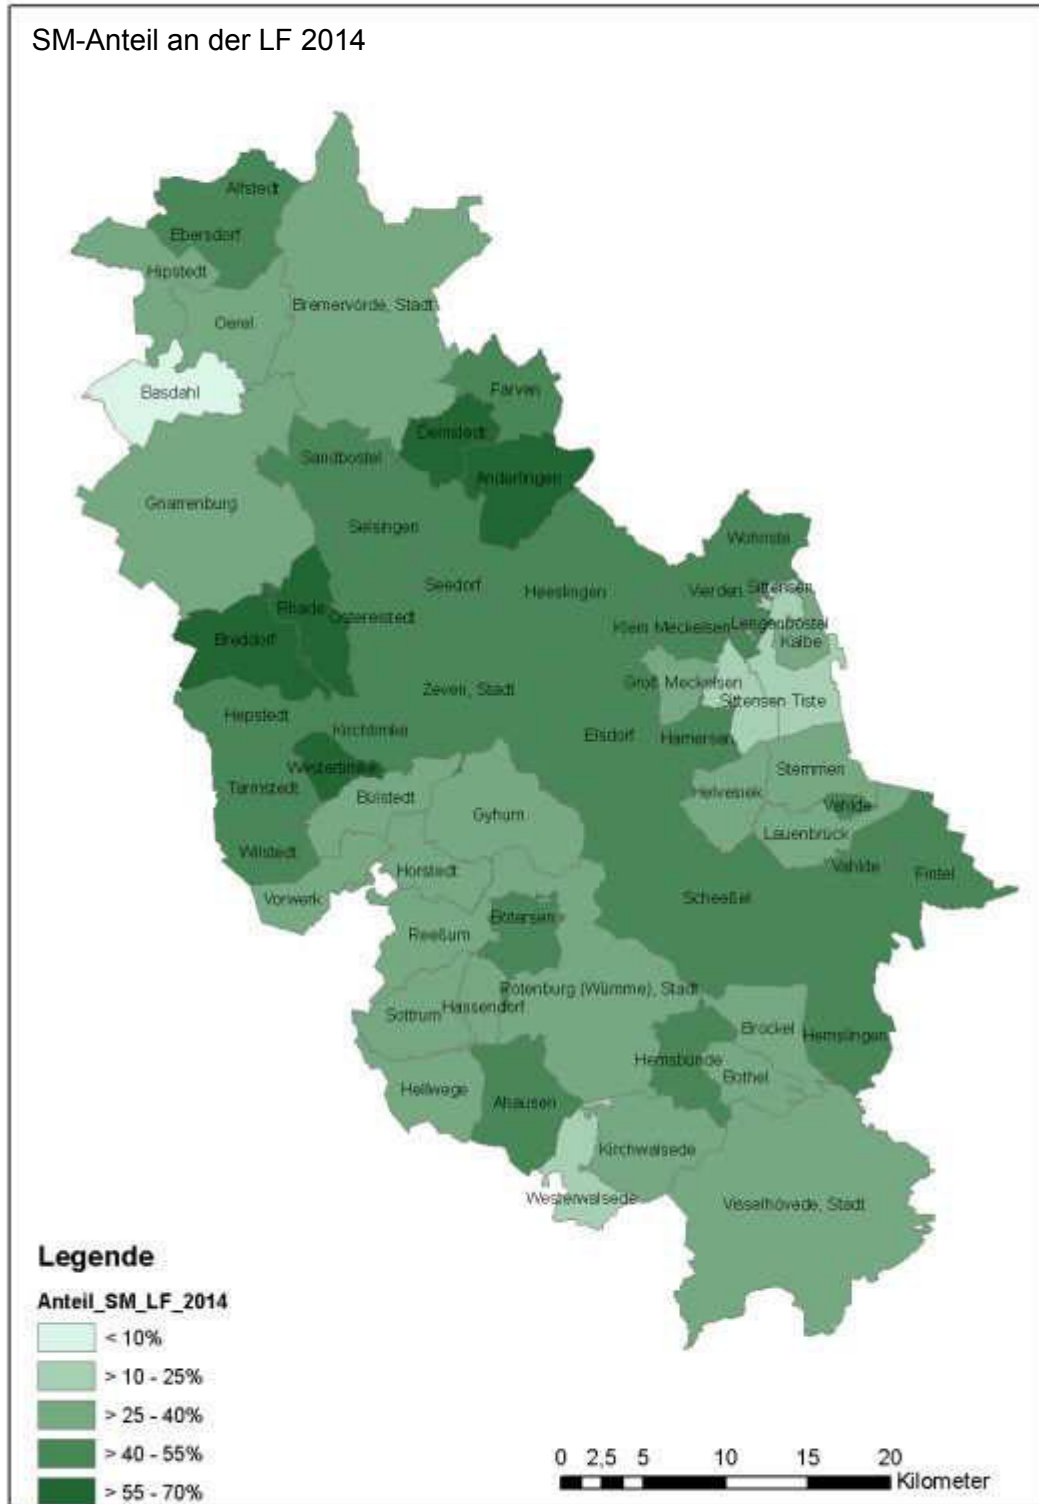 SM-Anteil an der LF 2014
Alfstedt
Ebersdorf
Hipstedt
Bremervörde, Stadt
Oerel
Basdahl
Farven
Deinstedt
Sandbostel
Anderlingen
Gnarrenburg
Selsingen
Wohnste
Seedorf
Heeslingen
Vierden
Sittensen
Rhade
Ostereistedt
Klein Meckelsen
Lengenbostel
Breddorf
Kalbe
Groß Meckelsen
Zeven, Stadt
Sittensen
Tiste
Hepstedt
Kirchtimke
Elsdorf
Hamersen
Westertimke
Stemmen
Tarmstedt
Bülstedt
Helvesiek
Vahlde
Gyhum
Lauenbrück
Wilstedt
Vahlde
Fintel
Horstedt
Vorwerk
Scheeßel
Bötersen
Reeßum
Rotenburg (Wümme), Stadt
Hassendorf
Sottrum
Brockel
Hemslingen
Hemsbünde
Bothel
Hellwege
Ahausen
Kirchwalsede
Westerwalsede
Visselhövede, Stadt
Legende
Anteil_SM_LF_2014
< 10%
> 10 - 25%
> 25 - 40%
> 40 - 55%
> 55 - 70%
0 2,5 5 10 15 20
Kilometer